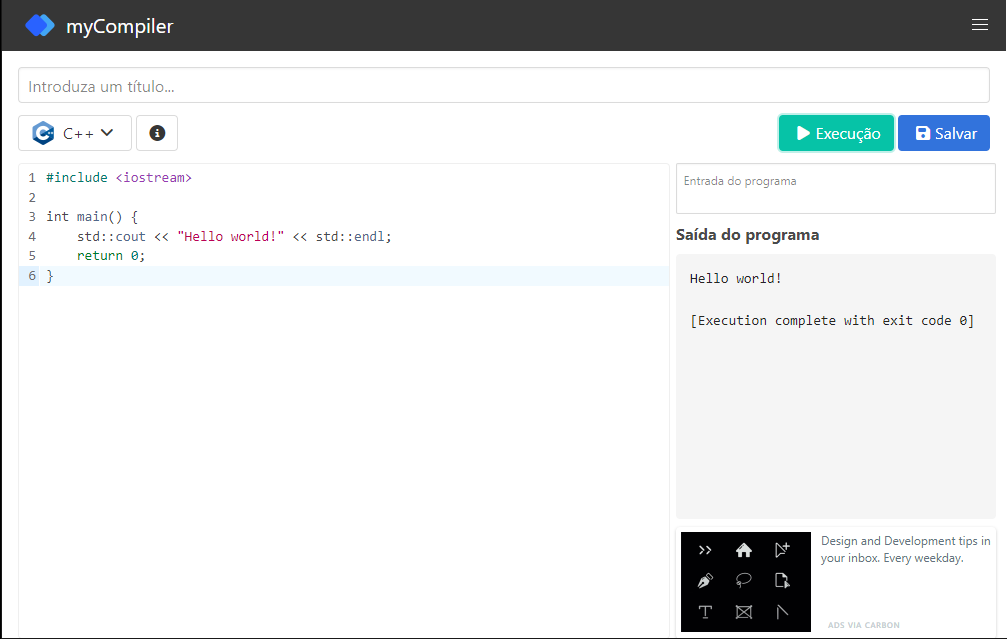 myCompiler
Introduza um título...
C++
Execução
Salvar
1 #include <iostream>
2
3 int main() {
4     std::cout << "Hello world!" << std::endl;
5     return 0;
6 }
Entrada do programa
Saída do programa
Hello world!
[Execution complete with exit code 0]
Design and Development tips in
your inbox. Every weekday.
ADS VIA CARBON